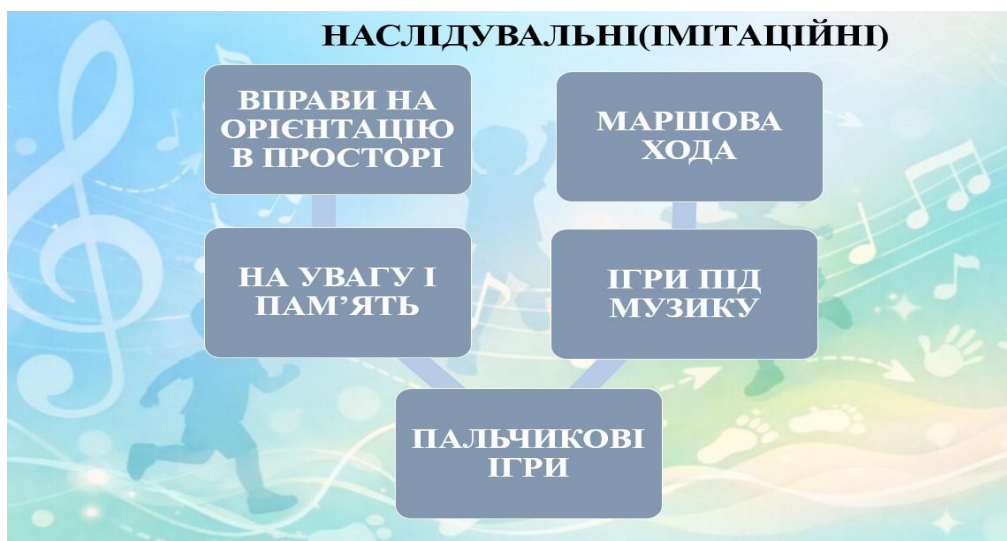 НАСЛІДУВАЛЬНІ(ІМІТАЦІЙНІ)
ВПРАВИ НА
ОРІЄНТАЦІЮ
В ПРОСТОРІ
МАРШОВА
ХОДА
НА УВАГУ І
ПАМ’ЯТЬ
ІГРИ ПІД
МУЗИКУ
ПАЛЬЧИКОВІ
ІГРИ